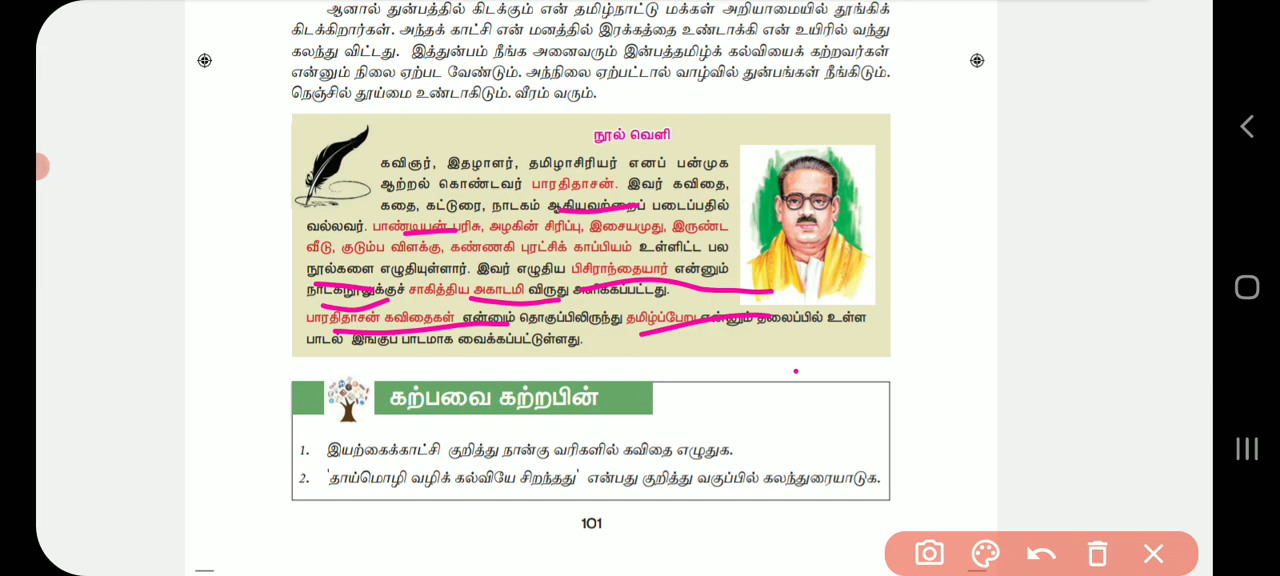 ஆனால் துன்பத்தில் கிடக்கும் என் தமிழ்நாட்டு மக்கள் அறியாமையில் தூங்கிக்
கிடக்கிறார்கள். அந்தக் காட்சி என் மனத்தில் இரக்கத்தை உண்டாக்கி என் உயிரில் வந்து
கலந்து விட்டது. இத்துன்பம் நீங்க அனைவரும் இன்பத்தமிழ்க் கல்வியைக் கற்றவர்கள்
என்னும் நிலை ஏற்பட வேண்டும். அந்நிலை ஏற்பட்டால் வாழ்வில் துன்பங்கள் நீங்கிடும்.
நெஞ்சில் தூய்மை உண்டாகிடும். வீரம் வரும்.
நூல் வெளி
கவிஞர், இதழாளர், தமிழாசிரியர் எனப் பன்முக
ஆற்றல் கொண்டவர் பாரதிதாசன். இவர் கவிதை,
கதை, கட்டுரை, நாடகம் ஆகியவற்றைப் படைப்பதில்
வல்லவர். பாண்டியன் பரிசு, அழகின் சிரிப்பு, இசையமுது, இருண்ட
வீடு, குடும்ப விளக்கு, கண்ணகி புரட்சிக் காப்பியம் உள்ளிட்ட பல
நூல்களை எழுதியுள்ளார். இவர் எழுதிய பிசிராந்தையார் என்னும்
நாடகநூலுக்குச் சாகித்திய அகாடமி விருது அளிக்கப்பட்டது.
பாரதிதாசன் கவிதைகள் என்னும் தொகுப்பிலிருந்து தமிழ்ப்பேறு என்னும் தலைப்பில் உள்ள
பாடல் இங்குப் பாடமாக வைக்கப்பட்டுள்ளது.
கற்பவை கற்றபின்
1. இயற்கைக்காட்சி குறித்து நான்கு வரிகளில் கவிதை எழுதுக.
2. 'தாய்மொழி வழிக் கல்வியே சிறந்தது' என்பது குறித்து வகுப்பில் கலந்துரையாடுக.
101